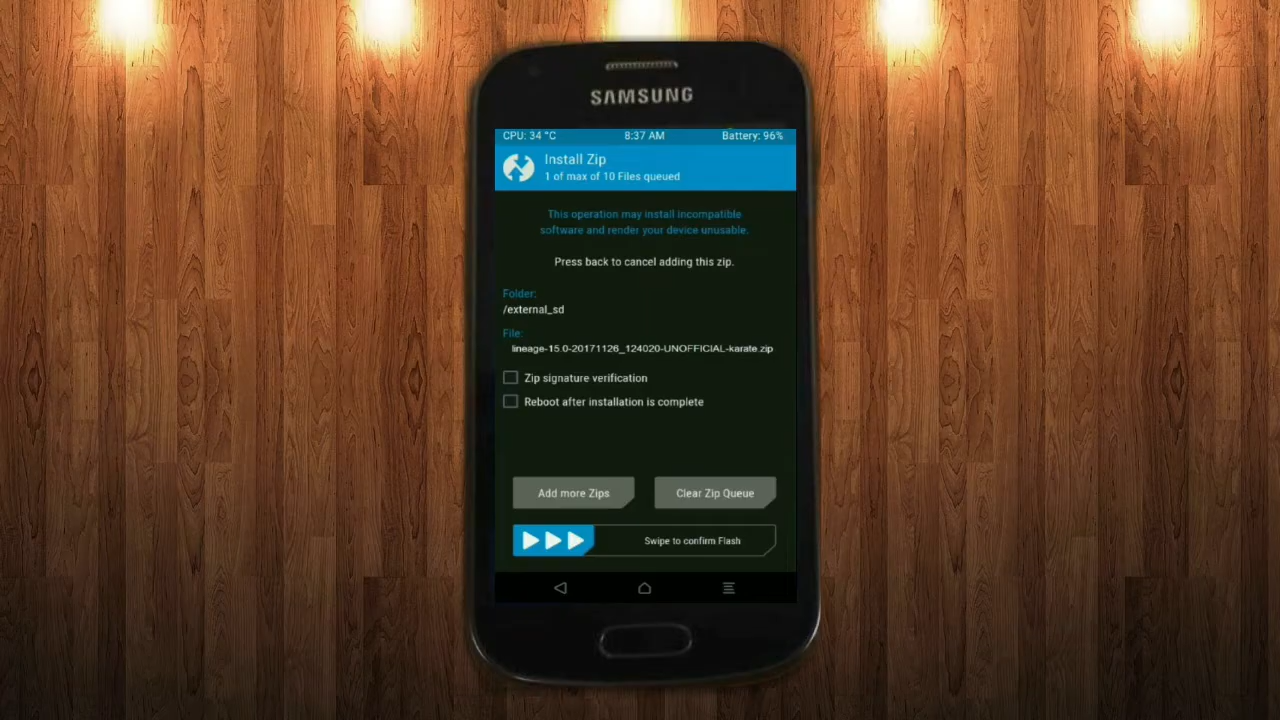 SAMSUNG
CPU: 34 °C 8:37 AM Battery: 96%
Install Zip
1 of max of 10 Files queued
This operation may install incompatible
software and render your device unusable.
Press back to cancel adding this zip.
Folder:
/external_sd
File:
lineage-15.0-20171126_124020-UNOFFICIAL-karate.zip
Zip signature verification
Reboot after installation is complete
Add more Zips Clear Zip Queue
Swipe to confirm Flash